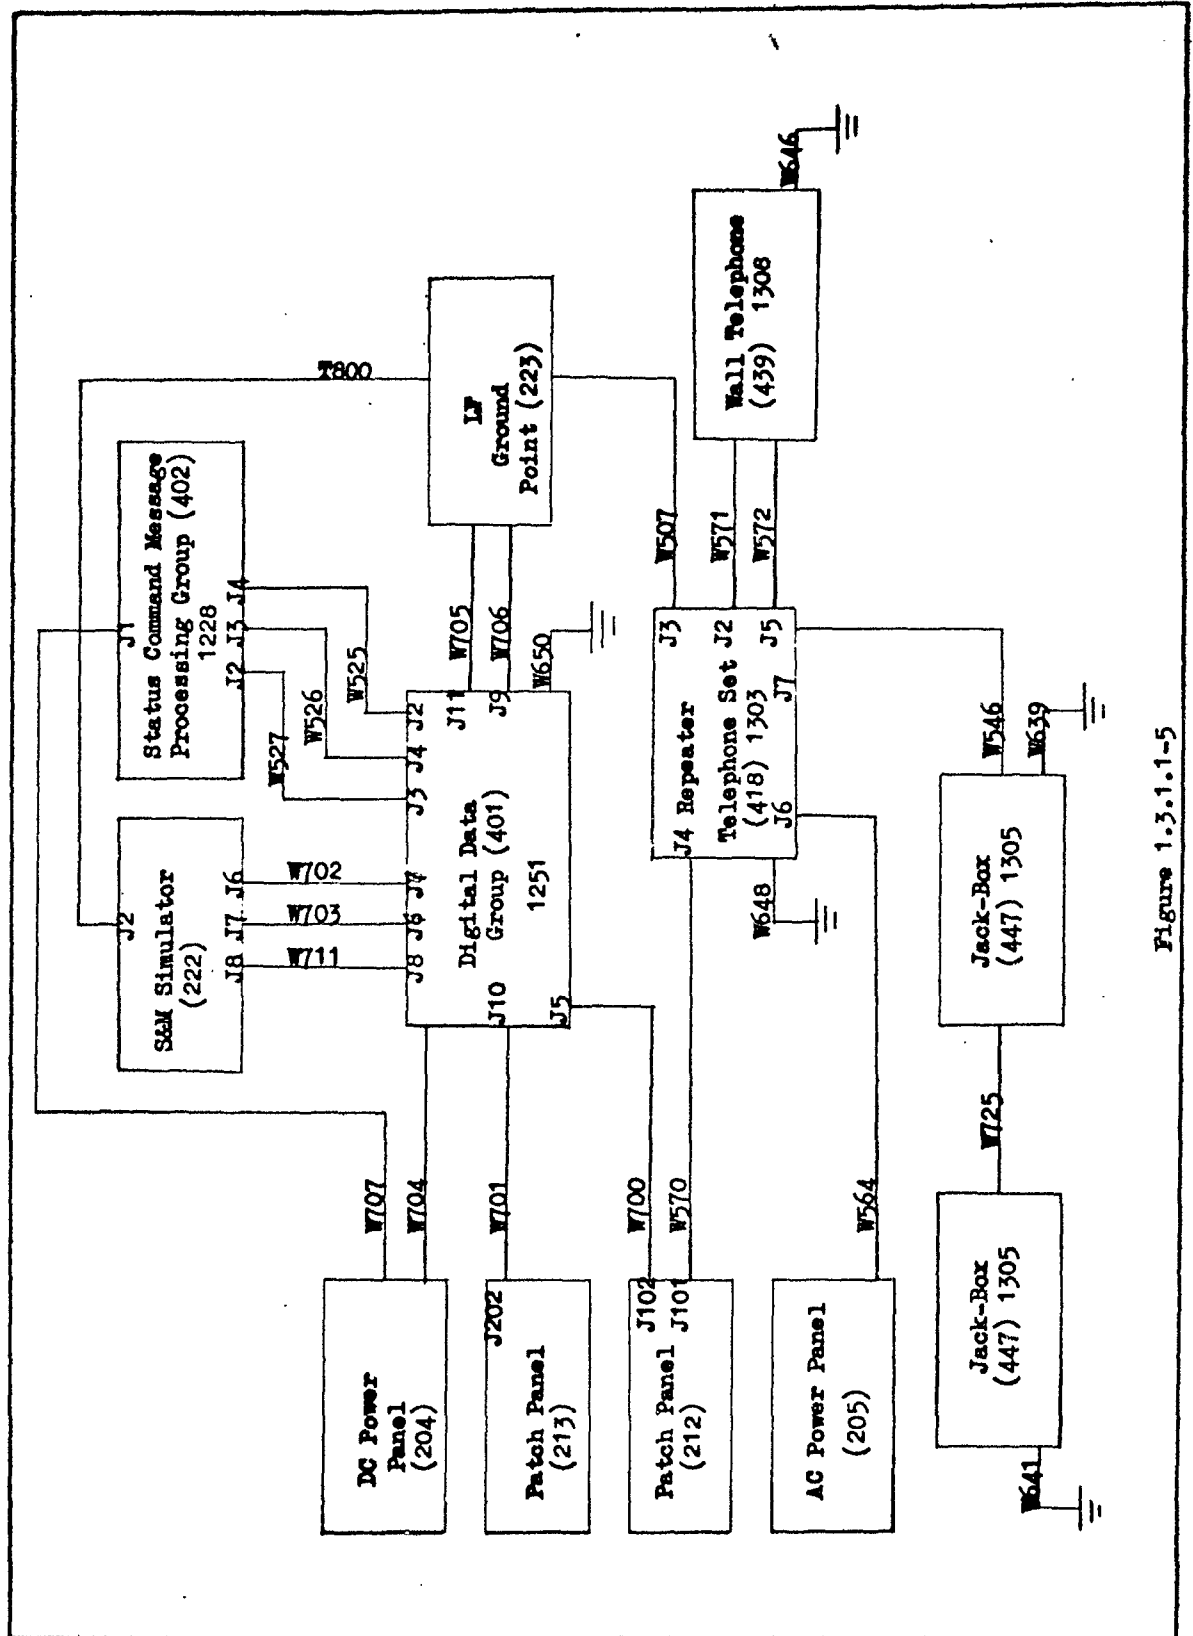 J1
Status Command Message
Processing Group (402)
1228
J2
J3
J4
J2
S&M Simulator
(222)
J8
J7
J6
T800
W527
W526
W525
W711
W703
W702
LF
Ground
Point (223)
W707
W704
DC Power
Panel
(204)
J8
J6
J7
J3
J4
J2
Digital Data
Group (401)
1251
J10
J5
J11
J9
W705
W706
W650
W701
J202
Patch Panel
(213)
W700
W570
J102
J101
Patch Panel
(212)
W507
W571
W572
J4 Repeater
J3
Telephone Set
J2
(418) 1303
J5
J6
J7
Wall Telephone
(439) 1308
W646
W648
W564
AC Power Panel
(205)
W546
W639
Jack-Box
(447) 1305
W725
Jack-Box
(447) 1305
W641
Figure 1.3.1.1-5